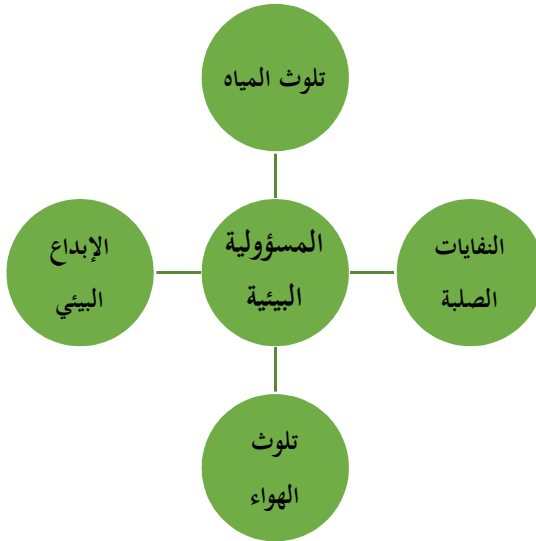 تلوث المياه
النفايات
الصلبة
المسؤولية
البيئية
الإبداع
البيئي
تلوث
الهواء